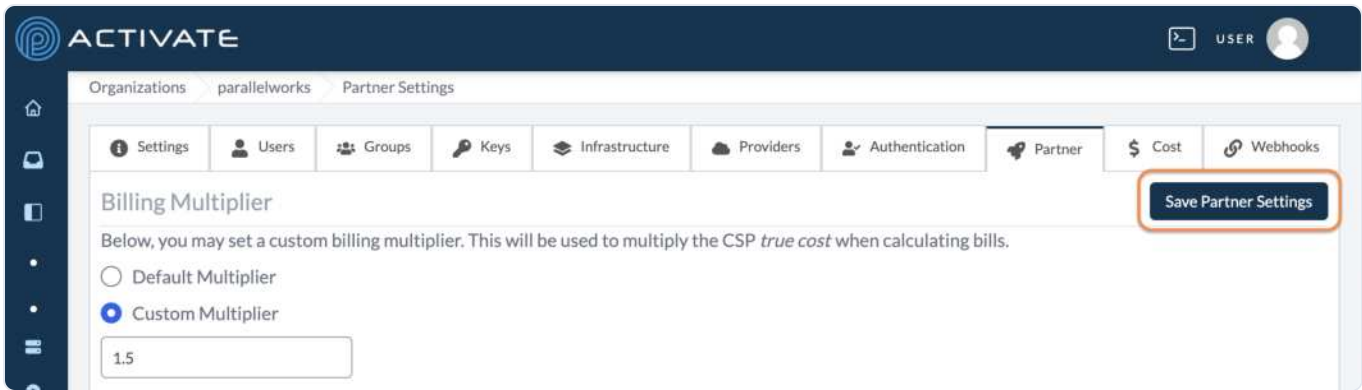 ACTIVATE
USER
Organizations parallelworks Partner Settings
Settings Users Groups Keys Infrastructure Providers Authentication Partner $ Cost Webhooks
Billing Multiplier
Save Partner Settings
Below, you may set a custom billing multiplier. This will be used to multiply the CSP true cost when calculating bills.
Default Multiplier
Custom Multiplier
1.5